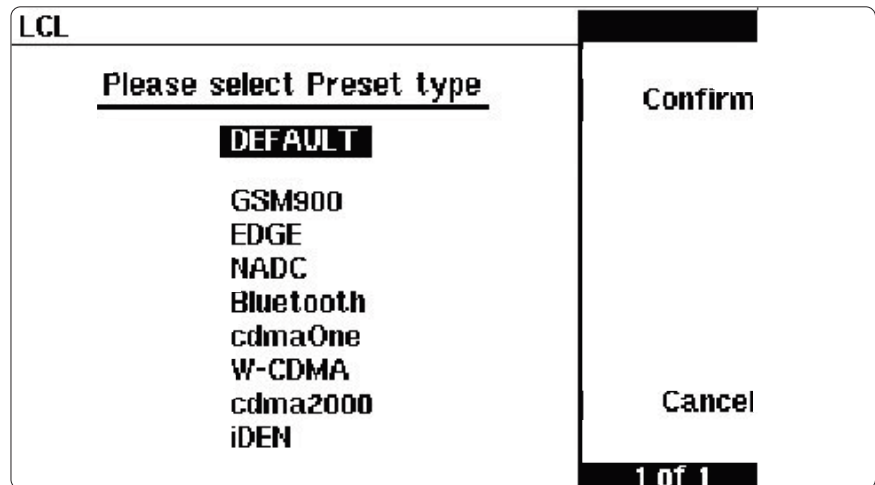 LCL
Please select Preset type
DEFAULT
GSM900
EDGE
NADC
Bluetooth
cdmaOne
W-CDMA
cdma2000
iDEN
Confirm
Cancel
1 of 1